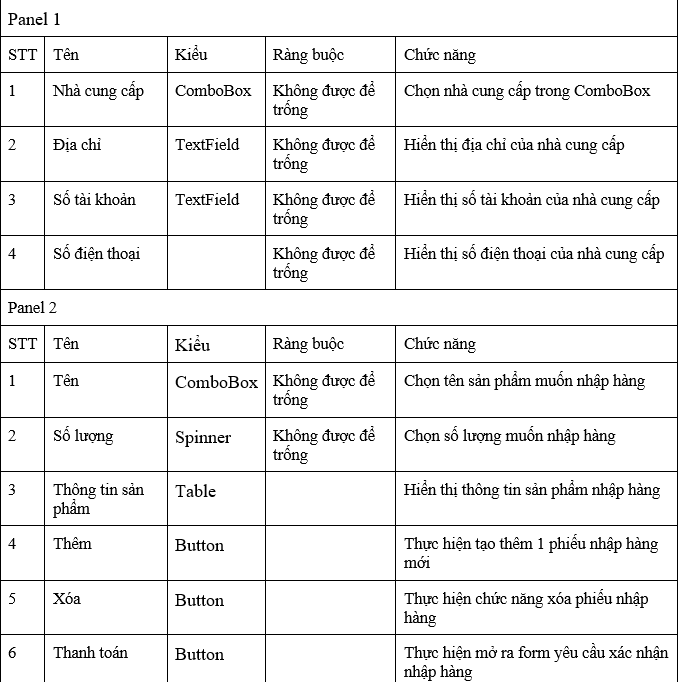 Panel 1
STT Tên Kiểu Ràng buộc Chức năng
1 Nhà cung cấp ComboBox Không được để Chọn nhà cung cấp trong ComboBox
trống
2 Địa chỉ TextField Không được để Hiển thị địa chỉ của nhà cung cấp
trống
3 Số tài khoản TextField Không được để Hiển thị số tài khoản của nhà cung cấp
trống
4 Số điện thoại Không được để Hiển thị số điện thoại của nhà cung cấp
trống
Panel 2
STT Tên Kiểu Ràng buộc Chức năng
1 Tên ComboBox Không được để Chọn tên sản phẩm muốn nhập hàng
trống
2 Số lượng Spinner Không được để Chọn số lượng muốn nhập hàng
trống
3 Thông tin sản Table Hiển thị thông tin sản phẩm nhập hàng
phẩm
4 Thêm Button Thực hiện tạo thêm 1 phiếu nhập hàng
mới
5 Xóa Button Thực hiện chức năng xóa phiếu nhập
hàng
6 Thanh toán Button Thực hiện mở ra form yêu cầu xác nhận
nhập hàng